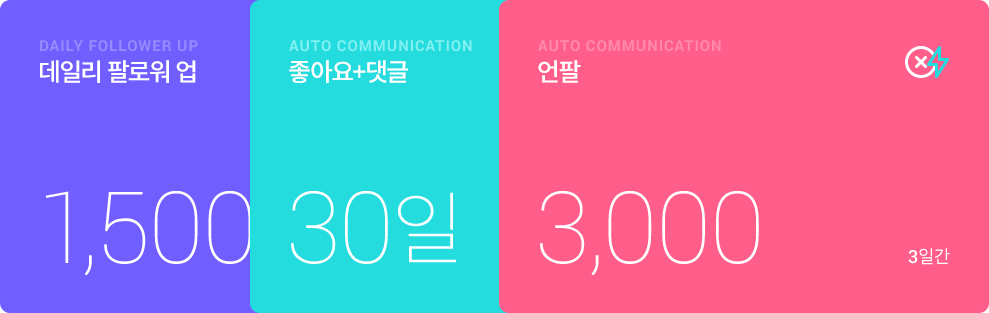 DAILY FOLLOWER UP
데일리 팔로워 업
1,500
AUTO COMMUNICATION
좋아요+댓글
30일
AUTO COMMUNICATION
언팔
3,000
3일간